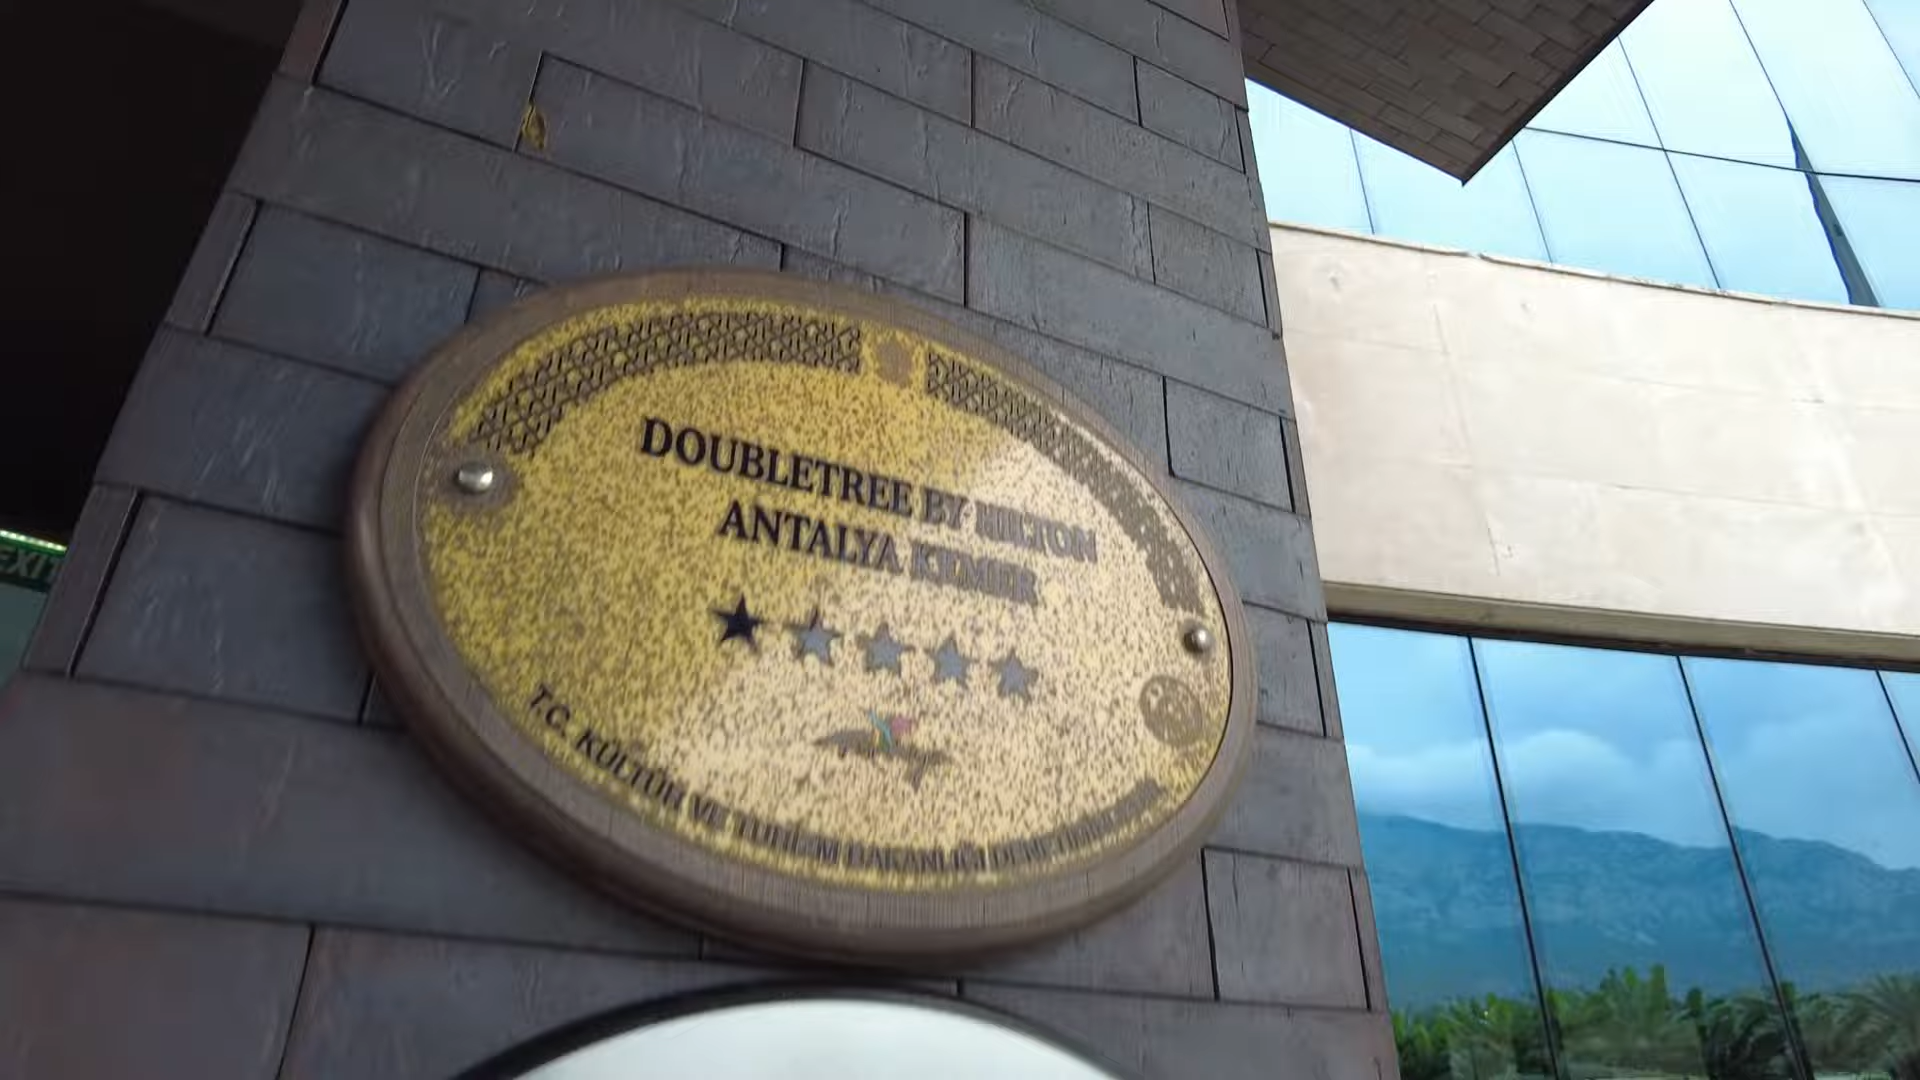 EXIT
DOUBLETREE BY HILTON
ANTALYA KEMER
T.C. KÜLTÜR VE TURİZM BAKANLIĞI